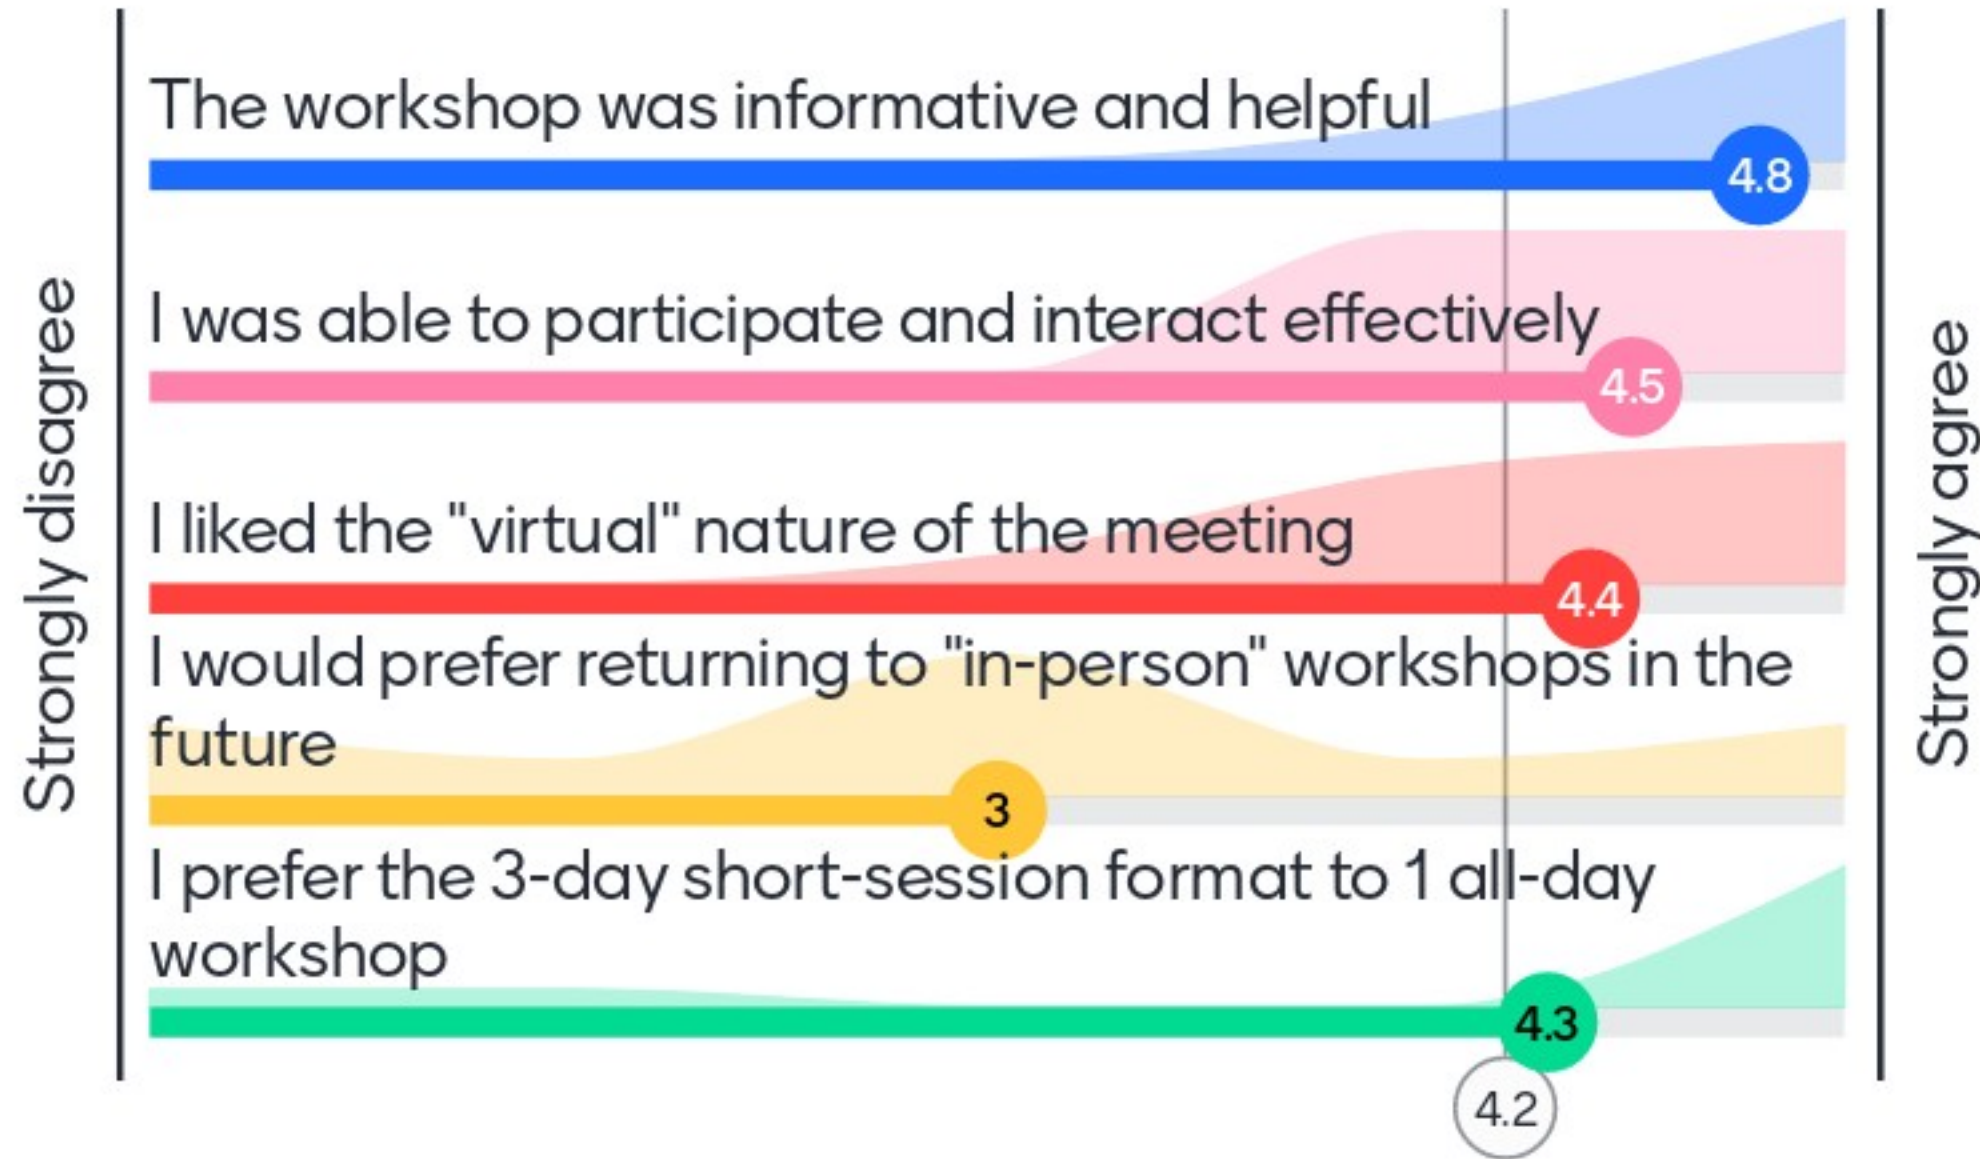 Strongly disagree
The workshop was informative and helpful
4.8
I was able to participate and interact effectively
4.5
I liked the "virtual" nature of the meeting
4.4
I would prefer returning to "in-person" workshops in the
future
3
I prefer the 3-day short-session format to 1 all-day
workshop
4.3
4.2
Strongly agree